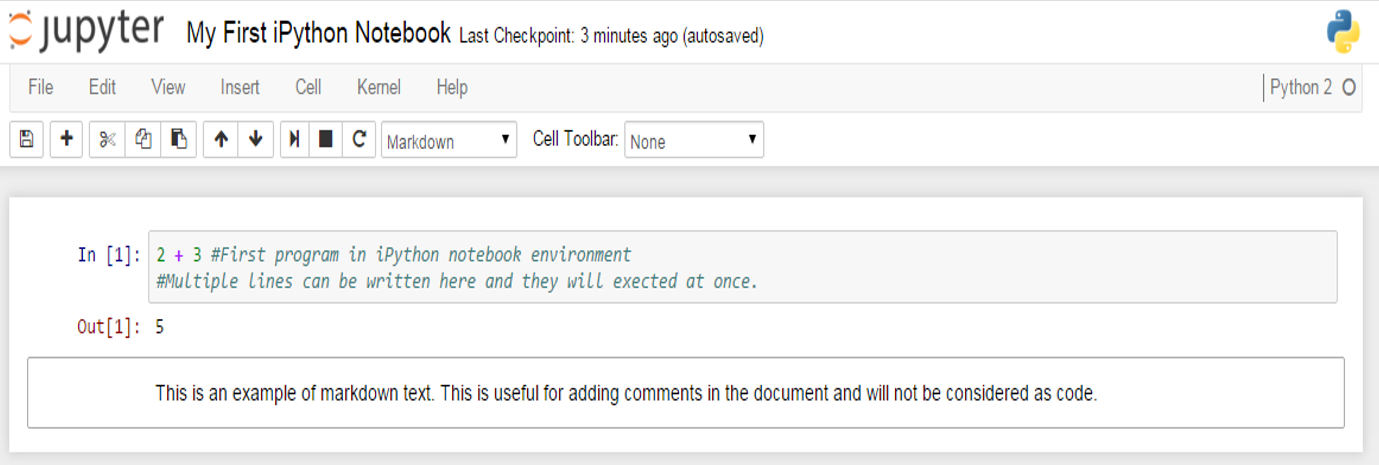 jupyter My First iPython Notebook Last Checkpoint: 3 minutes ago (autosaved)
File Edit View Insert Cell Kernel Help Python 2
Markdown Cell Toolbar: None
In [1]: 2 + 3 #First program in iPython notebook environment
#Multiple lines can be written here and they will exected at once.
Out[1]: 5
This is an example of markdown text. This is useful for adding comments in the document and will not be considered as code.